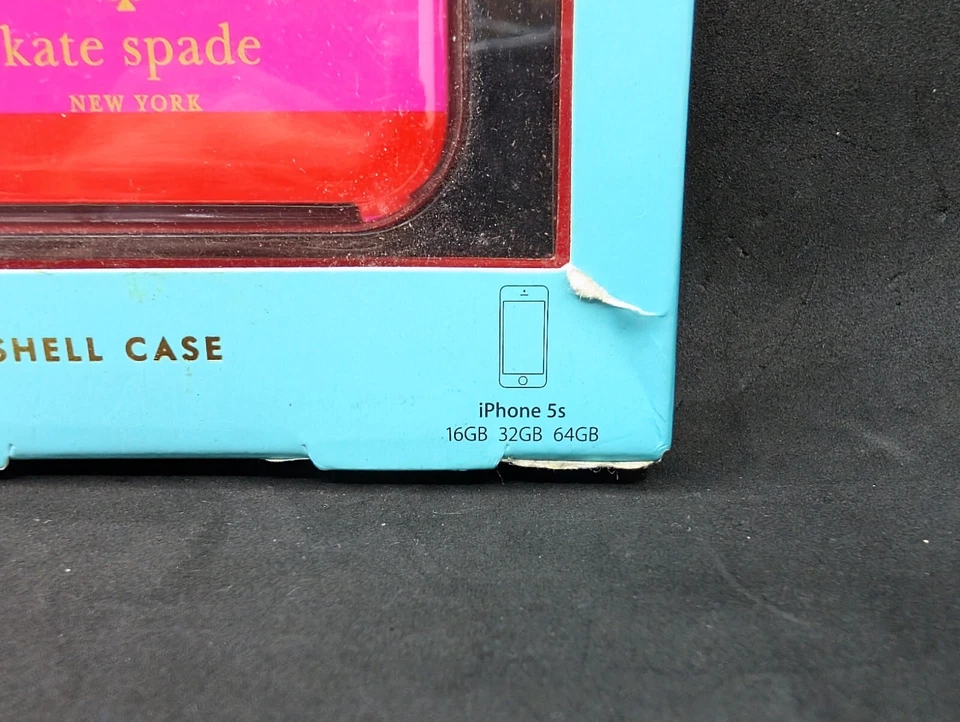 kate spade
NEW YORK
SHELL CASE
iPhone 5s
16GB 32GB 64GB